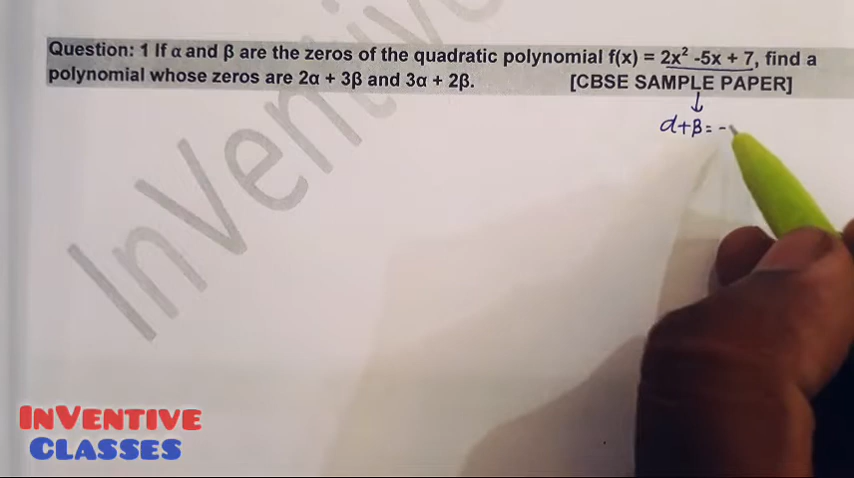 Question: 1 If α and β are the zeros of the quadratic polynomial f(x) = 2x² -5x + 7, find a
polynomial whose zeros are 2α + 3β and 3α + 2β. [CBSE SAMPLE PAPER]
α+β= -
InVentive
INVENTIVE
CLASSES